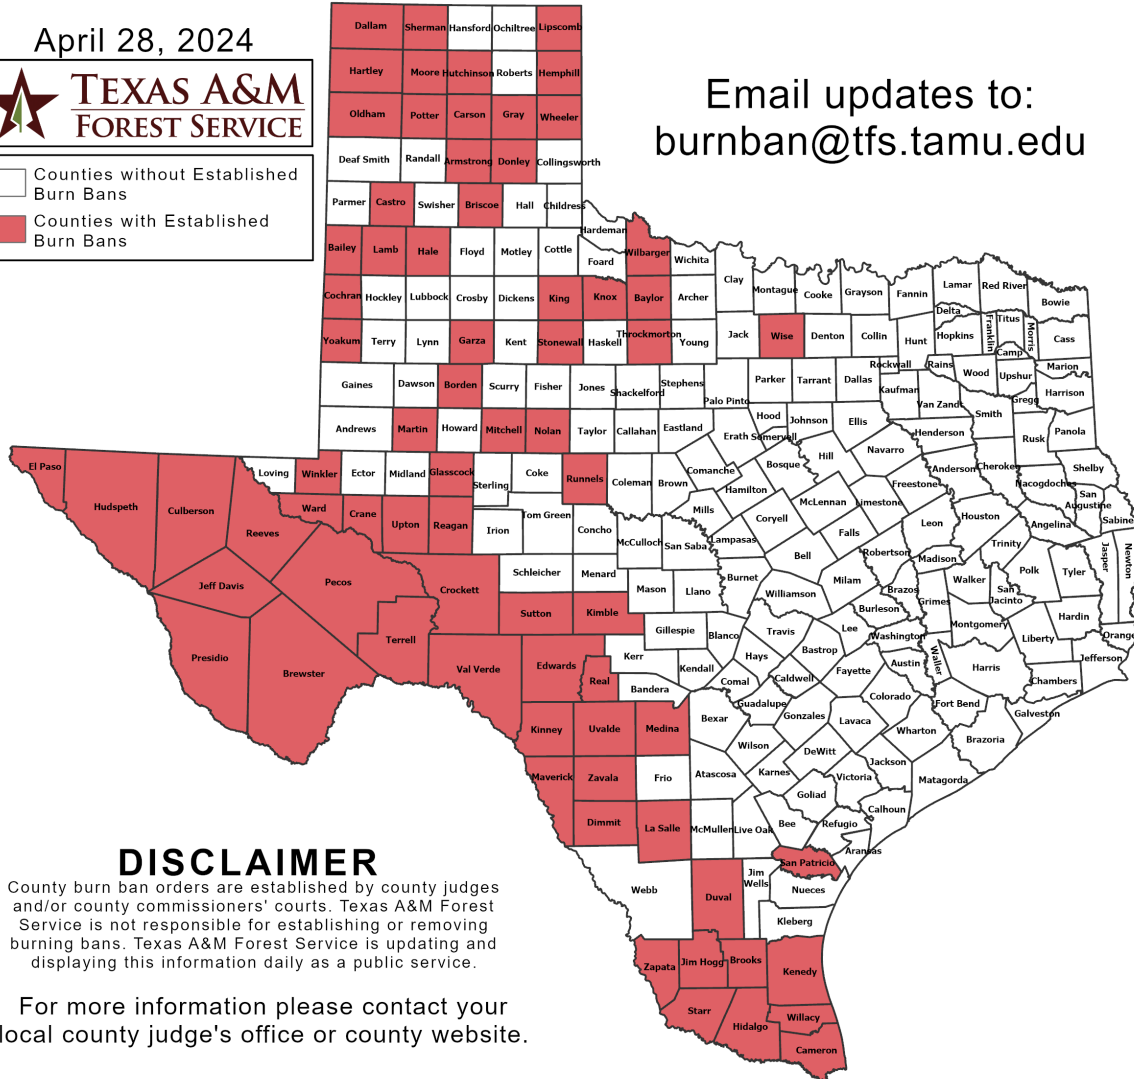 April 28, 2024
TEXAS A&M
FOREST SERVICE
Counties without Established
Burn Bans
Counties with Established
Burn Bans
Email updates to:
burnban@tfs.tamu.edu
Dallam Sherman Hansford Ochiltree Lipscomb
Hartley Moore Hutchinson Roberts Hemphill
Oldham Potter Carson Gray Wheeler
Deaf Smith Randall Armstrong Donley Collingsworth
Parmer Castro Swisher Briscoe Hall Childress
Hardeman
Bailey Lamb Hale Floyd Motley Cottle Foard Wilbarger Wichita
Clay Montague Cooke Grayson Fannin Lamar Red River Bowie
Cochran Hockley Lubbock Crosby Dickens King Knox Baylor Archer
Delta Titus Franklin Morris
Yoakum Terry Lynn Garza Kent Stonewall Haskell Throckmorton Young Jack Wise Denton Collin Hunt Hopkins Cass
Camp Rockwall Rains Marion
Gaines Dawson Borden Scurry Fisher Jones Shackelford Stephens Palo Pinto Parker Tarrant Dallas Kaufman Van Zandt Wood Upshur Gregg Harrison
Andrews Martin Howard Mitchell Nolan Taylor Callahan Eastland Erath Hood Somervell Johnson Ellis Henderson Smith Rusk Panola
El Paso Hudspeth Culberson Loving Winkler Ector Midland Glasscock Sterling Coke Runnels Coleman Brown Comanche Bosque Hill Navarro Anderson Cherokee Nacogdoches Shelby
San
Augustine
Sabine
Reeves Ward Crane Upton Reagan Irion Tom Green Concho McCulloch San Saba Mills Hamilton Lampasas Coryell McLennan Limestone Freestone Falls Leon Houston Angelina Trinity
Jeff Davis Pecos Crockett Schleicher Menard Mason Llano Burnet Bell Williamson Milam Robertson Brazos Madison Walker Polk Tyler Jasper Newton
San
Jacinto
Grimes Burleson Hardin Orange
Presidio Brewster Terrell Val Verde Sutton Kimble Gillespie Blanco Travis Lee Washington Montgomery Liberty Jefferson
Edwards Real Kerr Kendall Bandera Hays Comal Caldwell Bastrop Fayette Austin Waller Harris Chambers
Kinney Uvalde Medina Bexar Guadalupe Gonzales Lavaca Colorado Wharton Fort Bend Brazoria Galveston
Maverick Zavala Frio Atascosa Wilson Karnes DeWitt Victoria Jackson Matagorda
Dimmit La Salle McMullen Live Oak Bee Goliad Refugio Calhoun Aransas
Webb Duval
Jim
Wells
San Patricio Nueces Kleberg
Zapata Jim Hogg Brooks Kenedy
Starr Hidalgo Willacy Cameron
DISCLAIMER
County burn ban orders are established by county judges
and/or county commissioners' courts. Texas A&M Forest
Service is not responsible for establishing or removing
burning bans. Texas A&M Forest Service is updating and
displaying this information daily as a public service.
For more information please contact your
local county judge's office or county website.